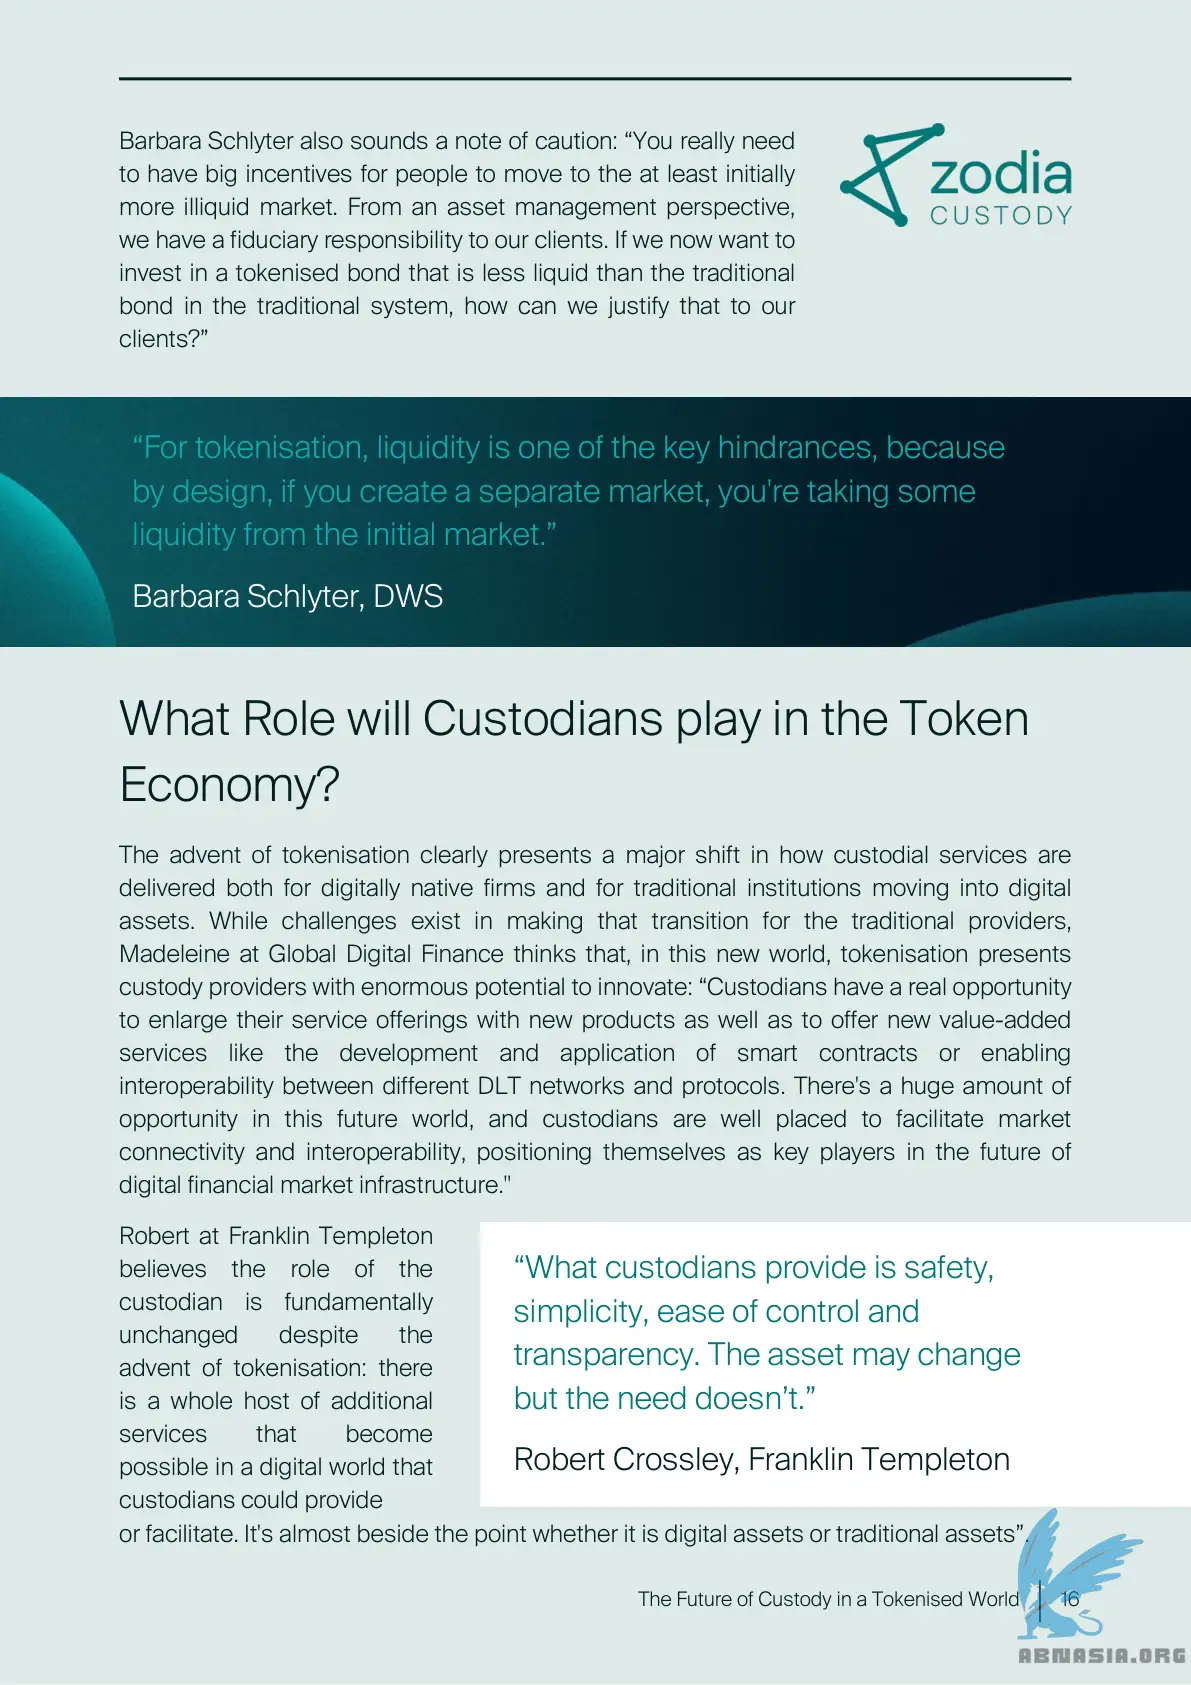 Barbara Schlyter also sounds a note of caution: “You really need
to have big incentives for people to move to the at least initially
more illiquid market. From an asset management perspective,
we have a fiduciary responsibility to our clients. If we now want to
invest in a tokenised bond that is less liquid than the traditional
bond in the traditional system, how can we justify that to our
clients?”
zodia
CUSTODY
“For tokenisation, liquidity is one of the key hindrances, because
by design, if you create a separate market, you're taking some
liquidity from the initial market.”
Barbara Schlyter, DWS
What Role will Custodians play in the Token
Economy?
The advent of tokenisation clearly presents a major shift in how custodial services are
delivered both for digitally native firms and for traditional institutions moving into digital
assets. While challenges exist in making that transition for the traditional providers,
Madeleine at Global Digital Finance thinks that, in this new world, tokenisation presents
custody providers with enormous potential to innovate: “Custodians have a real opportunity
to enlarge their service offerings with new products as well as to offer new value-added
services like the development and application of smart contracts or enabling
interoperability between different DLT networks and protocols. There's a huge amount of
opportunity in this future world, and custodians are well placed to facilitate market
connectivity and interoperability, positioning themselves as key players in the future of
digital financial market infrastructure."
Robert at Franklin Templeton
believes the role of the
custodian is fundamentally
unchanged despite the
advent of tokenisation: there
is a whole host of additional
services that become
possible in a digital world that
custodians could provide
or facilitate. It's almost beside the point whether it is digital assets or traditional assets”.
“What custodians provide is safety,
simplicity, ease of control and
transparency. The asset may change
but the need doesn’t.”
Robert Crossley, Franklin Templeton
The Future of Custody in a Tokenised World 16
ABNASIA.ORG